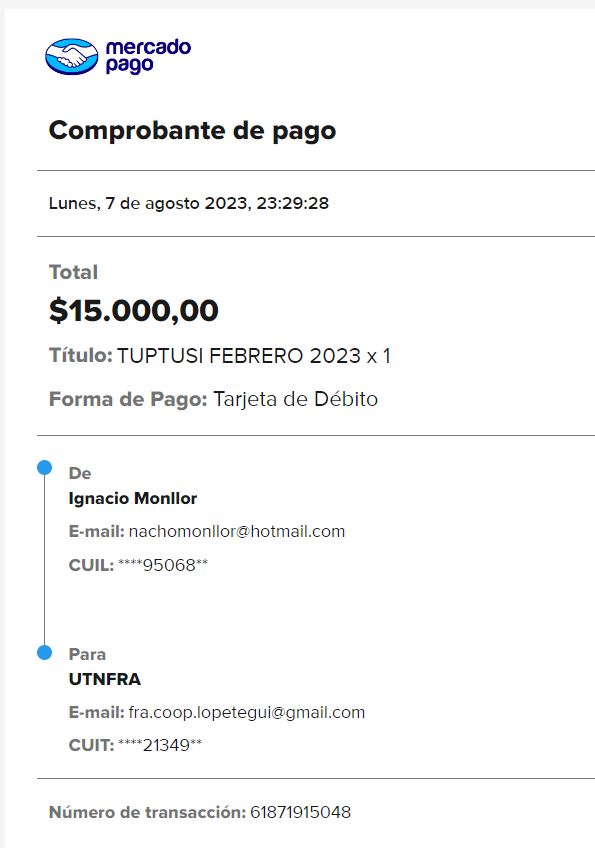 mercado
pago
Comprobante de pago
Lunes, 7 de agosto 2023, 23:29:28
Total
$15.000,00
Título: TUPTUSI FEBRERO 2023 x 1
Forma de Pago: Tarjeta de Débito
De
Ignacio Monllor
E-mail: nachomonllor@hotmail.com
CUIL: ****95068**
Para
UTNFRA
E-mail: fra.coop.lopetegui@gmail.com
CUIT: ****21349**
Número de transacción: 61871915048